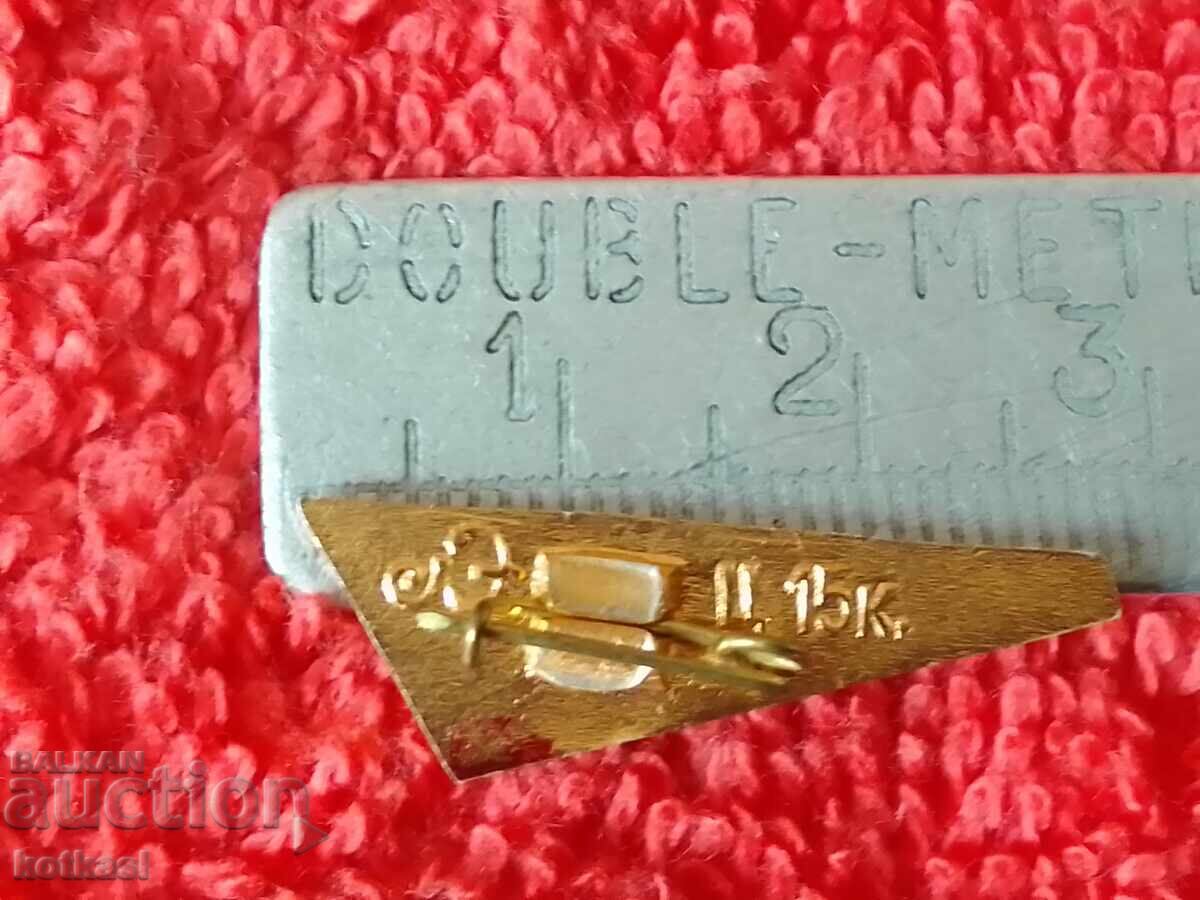 DOUBLE-MET
1 2 3
Ц. 15к.
BALKAN
auction
kotkasl